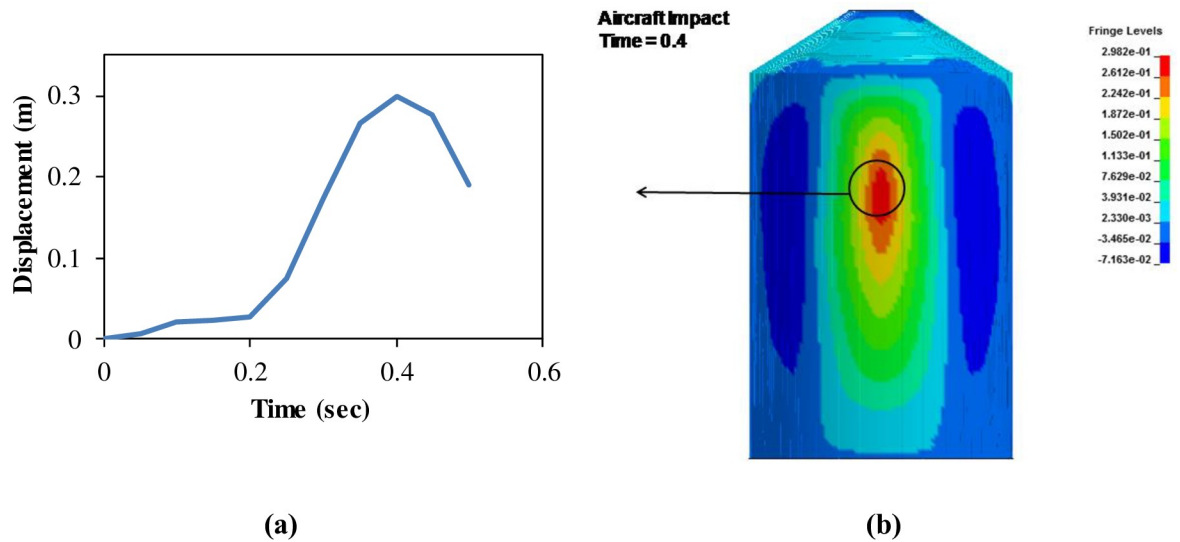 0.3
0.2
0.1
0
0
0.2
0.4
0.6
Displacement (m)
Time (sec)
(a)
Aircraft Impact
Time = 0.4
Fringe Levels
2.982e-01
2.612e-01
2.242e-01
1.872e-01
1.502e-01
1.133e-01
7.629e-02
3.931e-02
2.330e-03
-3.465e-02
-7.163e-02
(b)